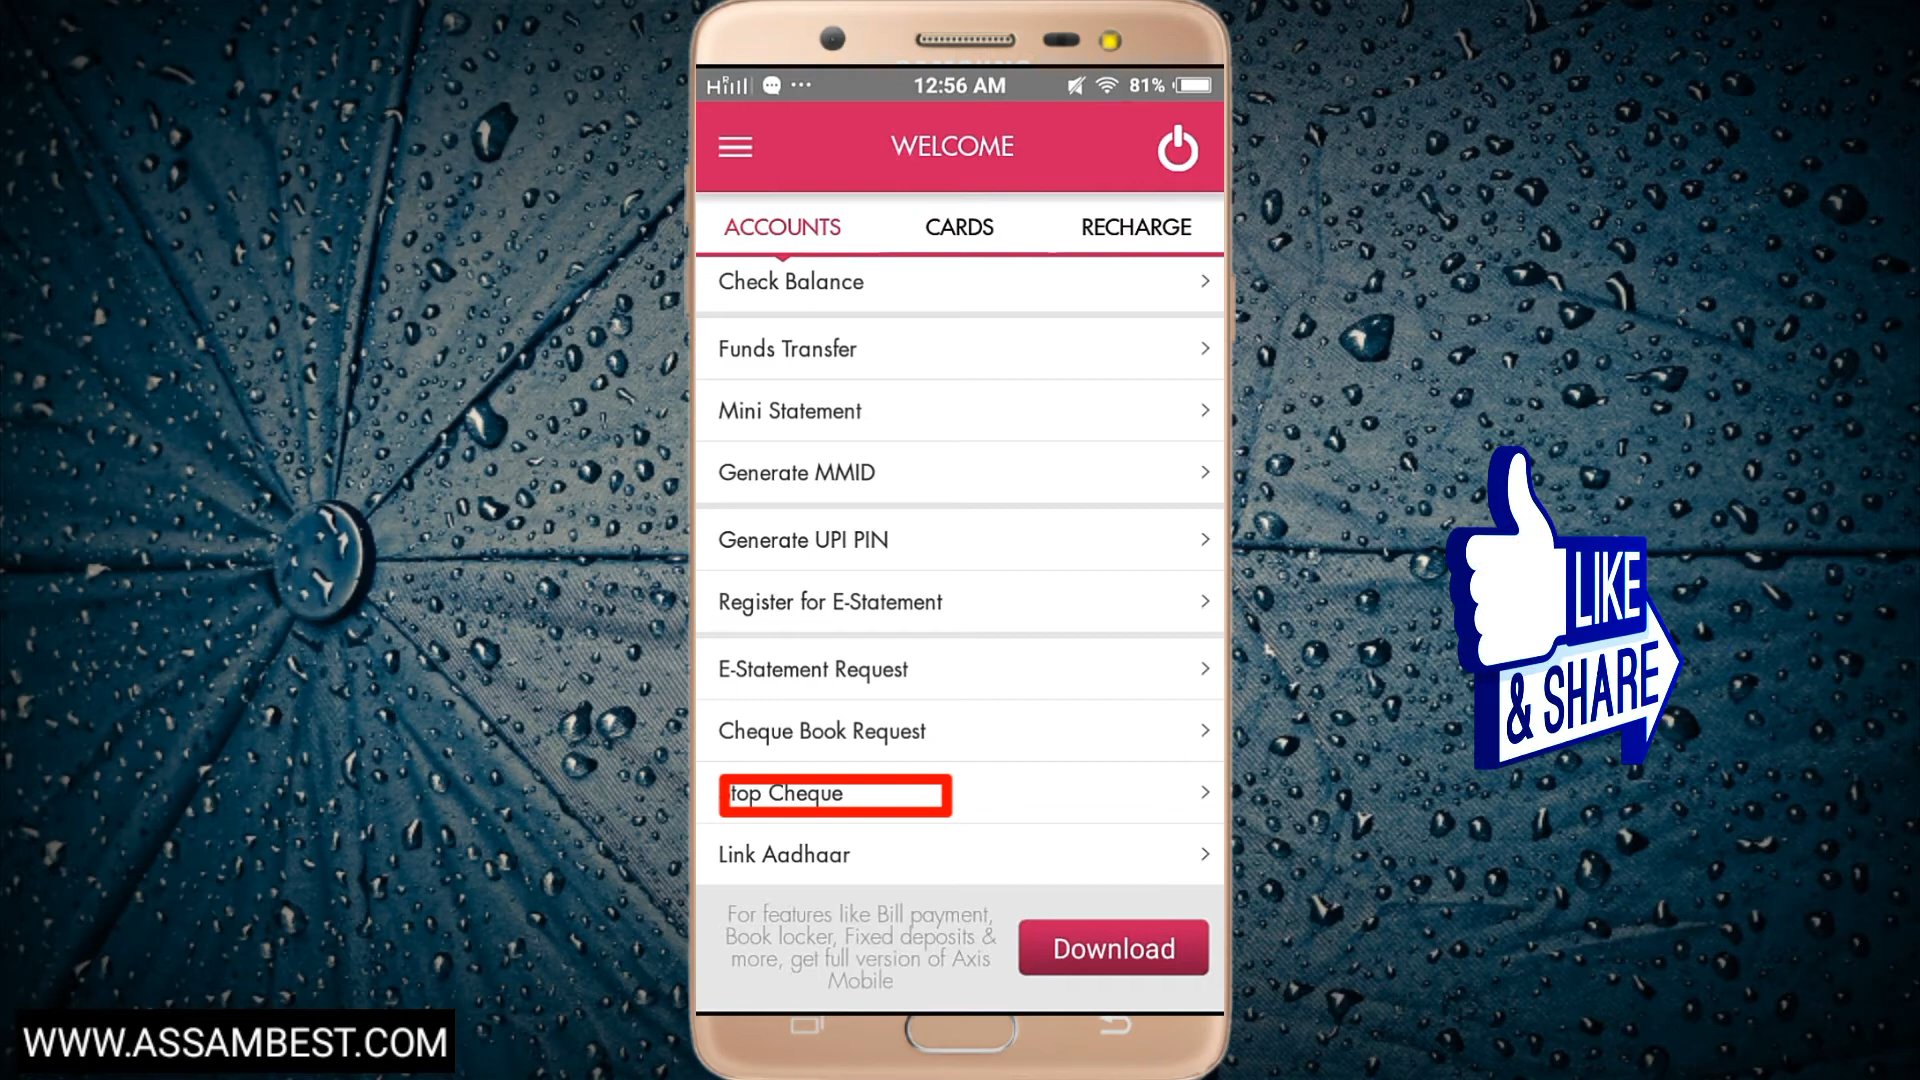 12:56 AM
81%
WELCOME
ACCOUNTS
CARDS
RECHARGE
Check Balance
Funds Transfer
Mini Statement
Generate MMID
Generate UPI PIN
Register for E-Statement
E-Statement Request
Cheque Book Request
top Cheque
Link Aadhaar
For features like Bill payment,
Book locker, Fixed deposits &
more, get full version of Axis
Mobile
Download
LIKE
& SHARE
WWW.ASSAMBEST.COM